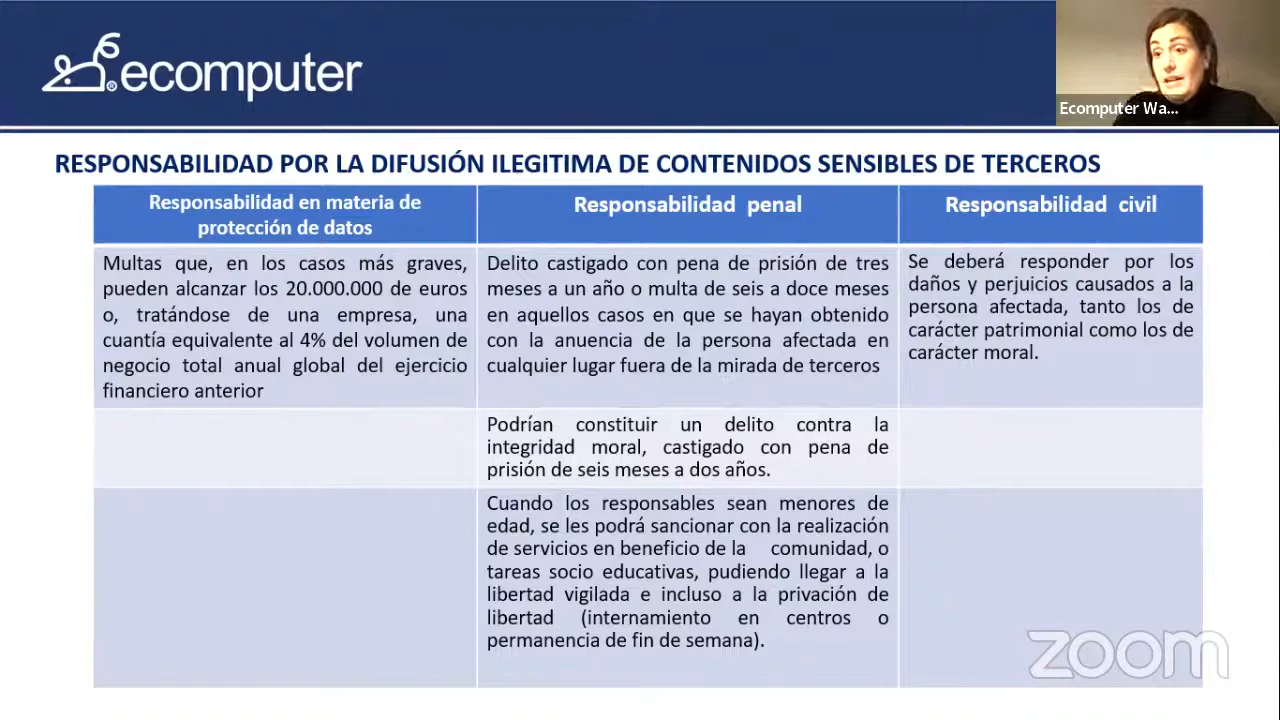 ecomputer
Ecomputer Wa...
RESPONSABILIDAD POR LA DIFUSIÓN ILEGITIMA DE CONTENIDOS SENSIBLES DE TERCEROS
Responsabilidad en materia de
protección de datos
Responsabilidad penal
Responsabilidad civil
Multas que, en los casos más graves,
pueden alcanzar los 20.000.000 de euros
o, tratándose de una empresa, una
cuantía equivalente al 4% del volumen de
negocio total anual global del ejercicio
financiero anterior
Delito castigado con pena de prisión de tres
meses a un año o multa de seis a doce meses
en aquellos casos en que se hayan obtenido
con la anuencia de la persona afectada en
cualquier lugar fuera de la mirada de terceros
Se deberá responder por los
daños y perjuicios causados a la
persona afectada, tanto los de
carácter patrimonial como los de
carácter moral.
Podrían constituir un delito contra la
integridad moral, castigado con pena de
prisión de seis meses a dos años.
Cuando los responsables sean menores de
edad, se les podrá sancionar con la realización
de servicios en beneficio de la comunidad, o
tareas socio educativas, pudiendo llegar a la
libertad vigilada e incluso a la privación de
libertad (internamiento en centros o
permanencia de fin de semana).
zoom